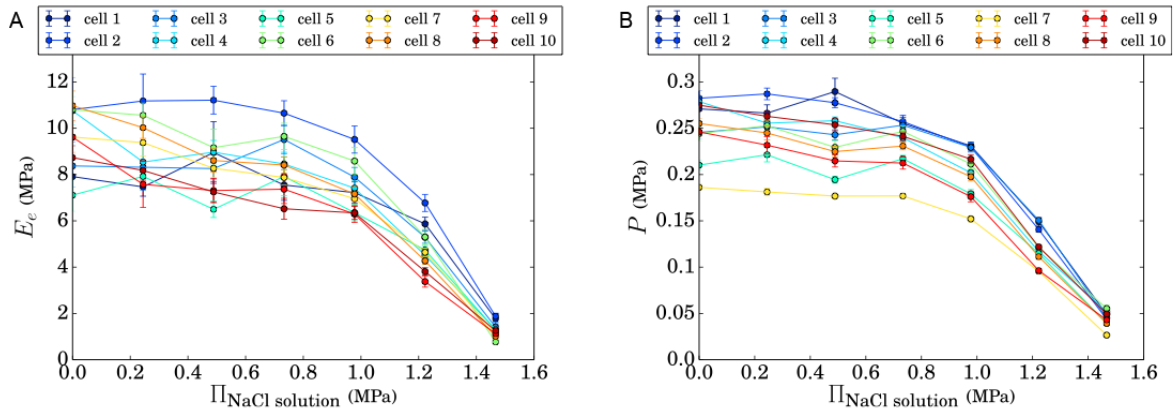 A
cell 1 cell 3 cell 5 cell 7 cell 9
cell 2 cell 4 cell 6 cell 8 cell 10
12
10
8
6
4
2
0
E_e (MPa)
0.0 0.2 0.4 0.6 0.8 1.0 1.2 1.4 1.6
Π_NaCl solution (MPa)
B
cell 1 cell 3 cell 5 cell 7 cell 9
cell 2 cell 4 cell 6 cell 8 cell 10
0.3
0.25
0.2
0.15
0.1
0.05
0.0
P (MPa)
0.0 0.2 0.4 0.6 0.8 1.0 1.2 1.4 1.6
Π_NaCl solution (MPa)